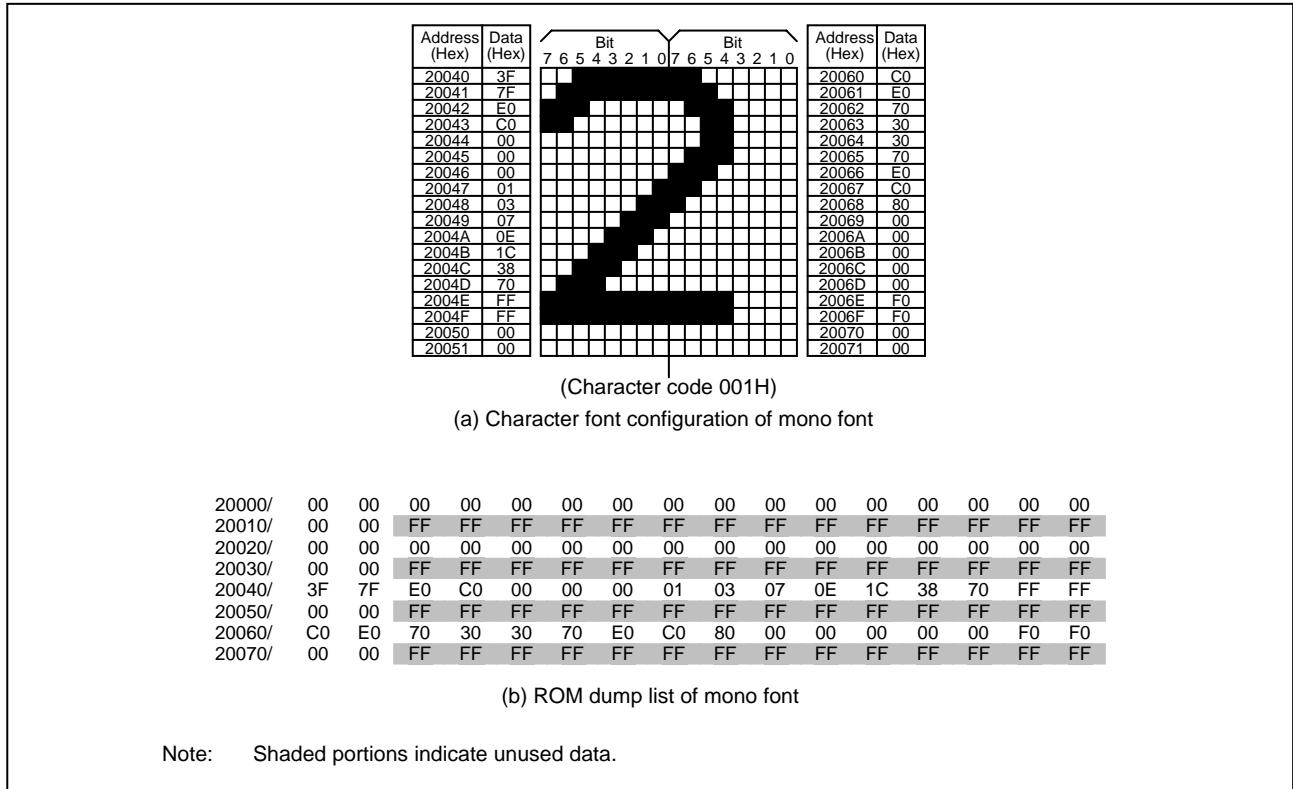 Address Data Bit Bit Address Data
(Hex) (Hex) 7 6 5 4 3 2 1 0 7 6 5 4 3 2 1 0 (Hex) (Hex)
20040 3F 20060 C0
20041 7F 20061 E0
20042 E0 20062 70
20043 C0 20063 30
20044 00 20064 30
20045 00 20065 70
20046 00 20066 E0
20047 01 20067 C0
20048 03 20068 80
20049 07 20069 00
2004A 0E 2006A 00
2004B 1C 2006B 00
2004C 38 2006C 00
2004D 70 2006D 00
2004E FF 2006E F0
2004F FF 2006F F0
20050 00 20070 00
20051 00 20071 00
(Character code 001H)
(a) Character font configuration of mono font
20000/ 00 00 00 00 00 00 00 00 00 00 00 00 00 00 00 00
20010/ 00 00 FF FF FF FF FF FF FF FF FF FF FF FF FF FF
20020/ 00 00 00 00 00 00 00 00 00 00 00 00 00 00 00 00
20030/ 00 00 FF FF FF FF FF FF FF FF FF FF FF FF FF FF
20040/ 3F 7F E0 C0 00 00 00 01 03 07 0E 1C 38 70 FF FF
20050/ 00 00 FF FF FF FF FF FF FF FF FF FF FF FF FF FF
20060/ C0 E0 70 30 30 70 E0 C0 80 00 00 00 00 00 F0 F0
20070/ 00 00 FF FF FF FF FF FF FF FF FF FF FF FF FF FF
(b) ROM dump list of mono font
Note: Shaded portions indicate unused data.